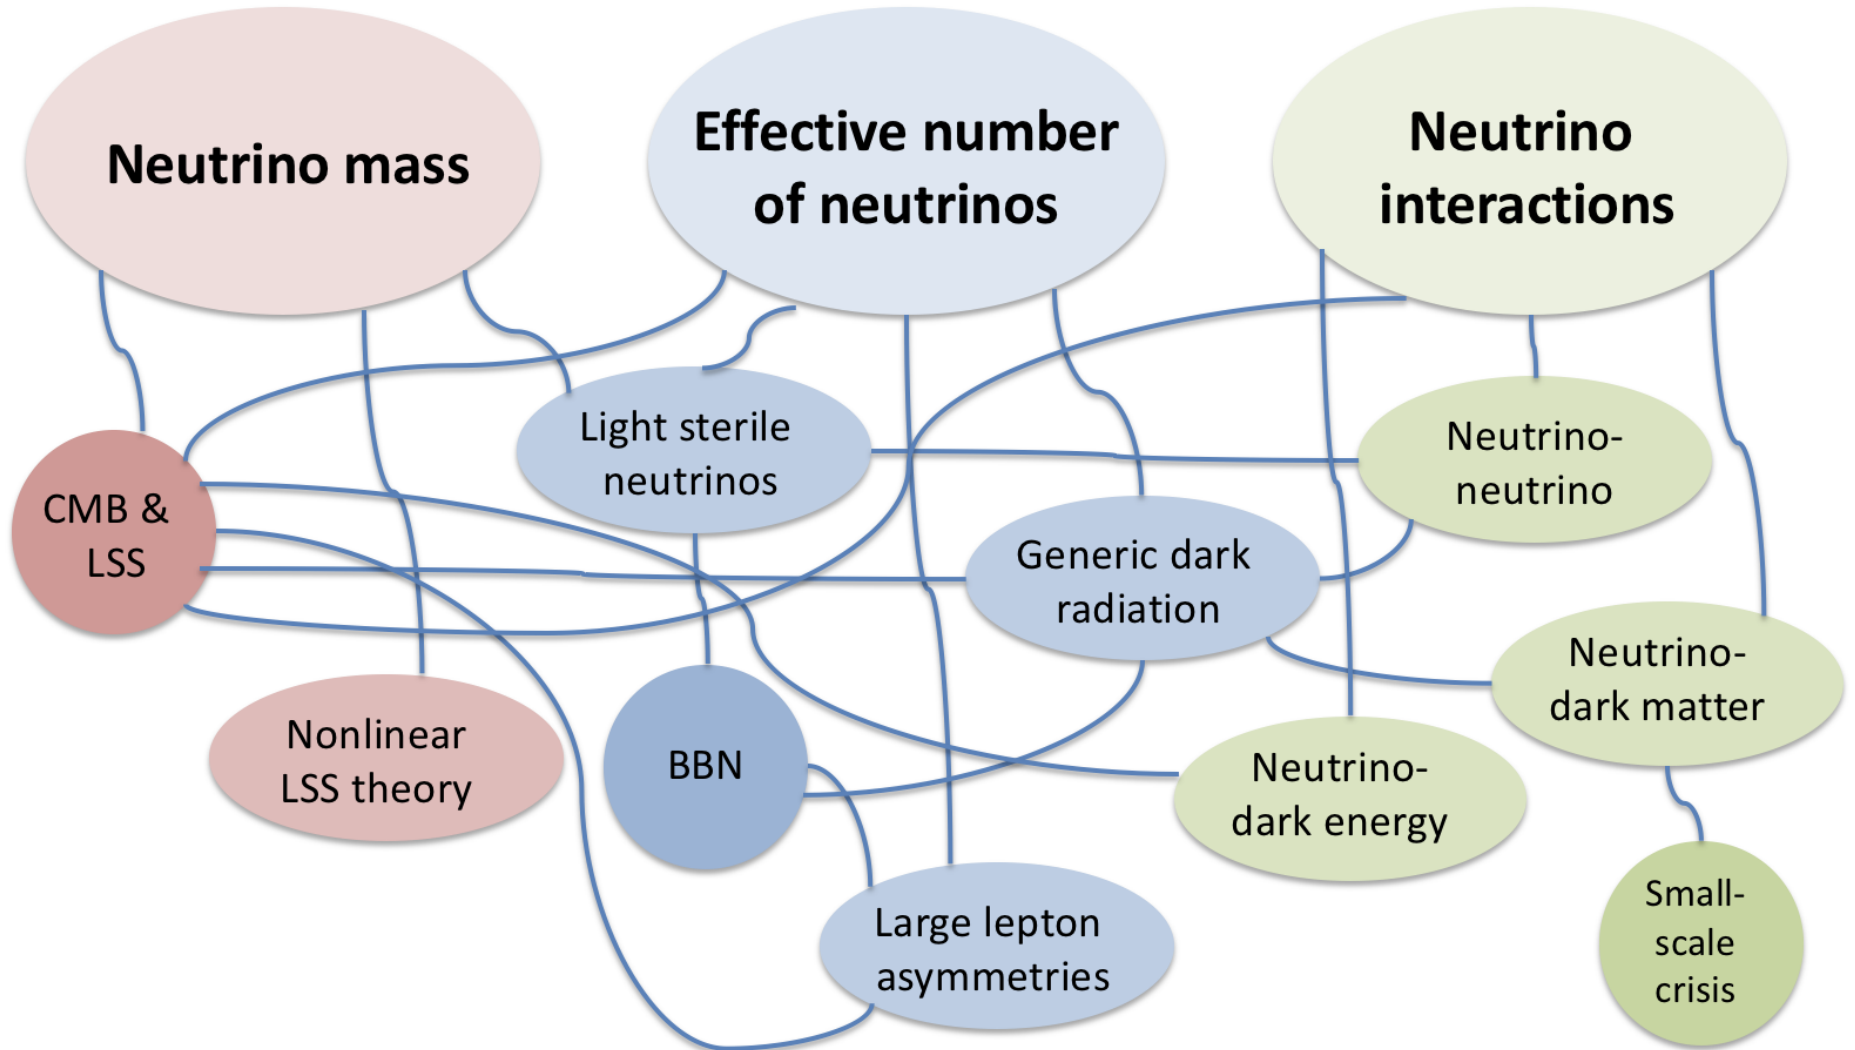 Neutrino mass
Effective number
of neutrinos
Neutrino
interactions
Light sterile
neutrinos
Neutrino-
neutrino
CMB &
LSS
Generic dark
radiation
Neutrino-
dark matter
Nonlinear
LSS theory
BBN
Neutrino-
dark energy
Large lepton
asymmetries
Small-
scale
crisis